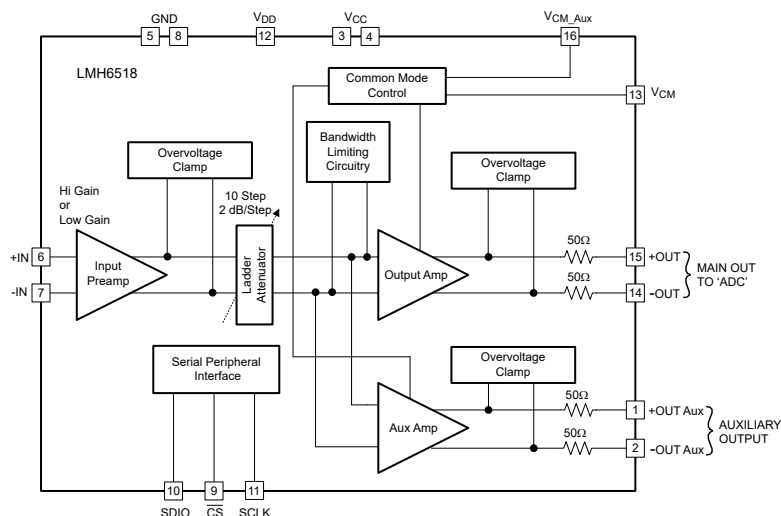 GND
VDD
VCC
VCM_Aux
5
8
12
3
4
16
LMH6518
Common Mode
Control
13
VCM
Overvoltage
Clamp
Bandwidth
Limiting
Circuitry
Overvoltage
Clamp
Hi Gain
or
Low Gain
10 Step
2 dB/Step
+IN
6
Input
Preamp
Ladder
Attenuator
Output Amp
50Ω
15
+OUT
-IN
7
50Ω
14
-OUT
MAIN OUT
TO ‘ADC’
Serial Peripheral
Interface
Overvoltage
Clamp
Aux Amp
50Ω
1
+OUT Aux
50Ω
2
-OUT Aux
AUXILIARY
OUTPUT
10
9
11
SDIO
CS
SCLK